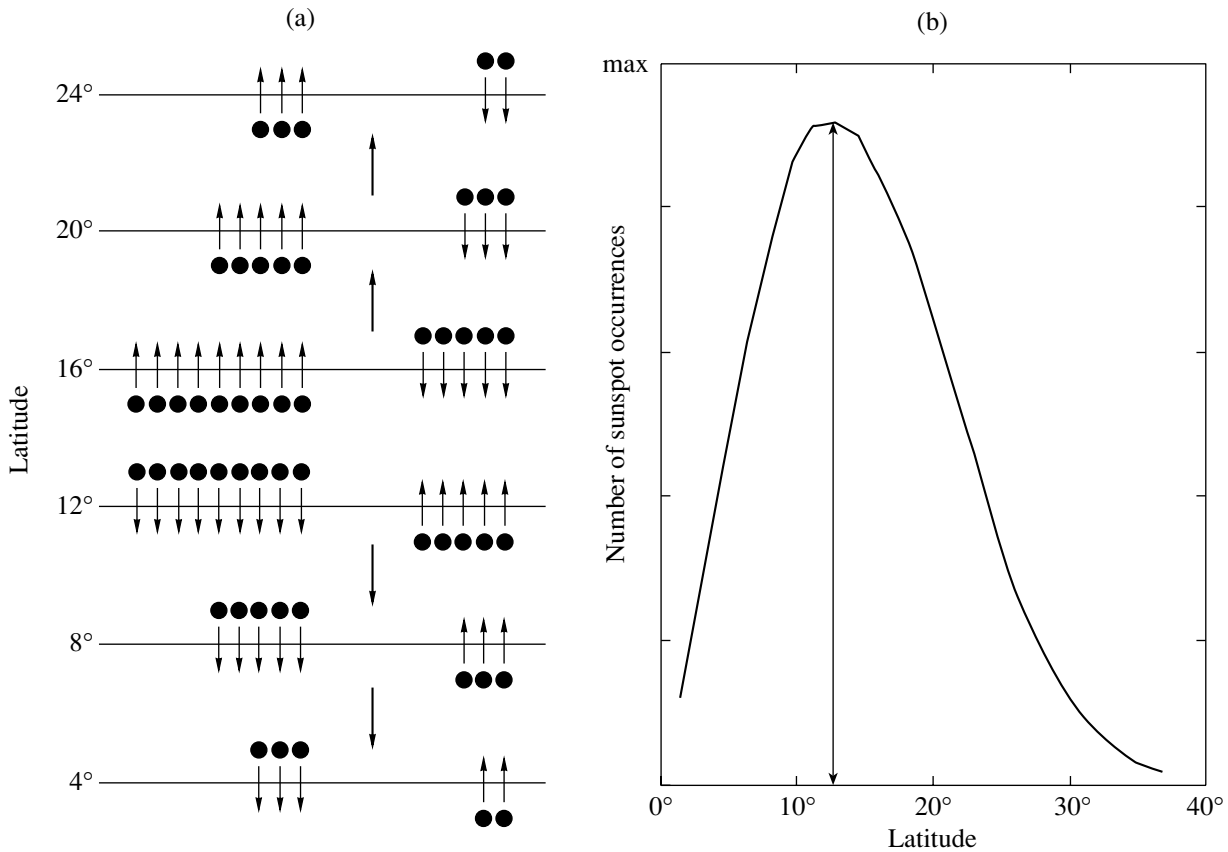 (a)
24°
20°
16°
12°
8°
4°
Latitude
(b)
max
Number of sunspot occurrences
0°
10°
20°
30°
40°
Latitude